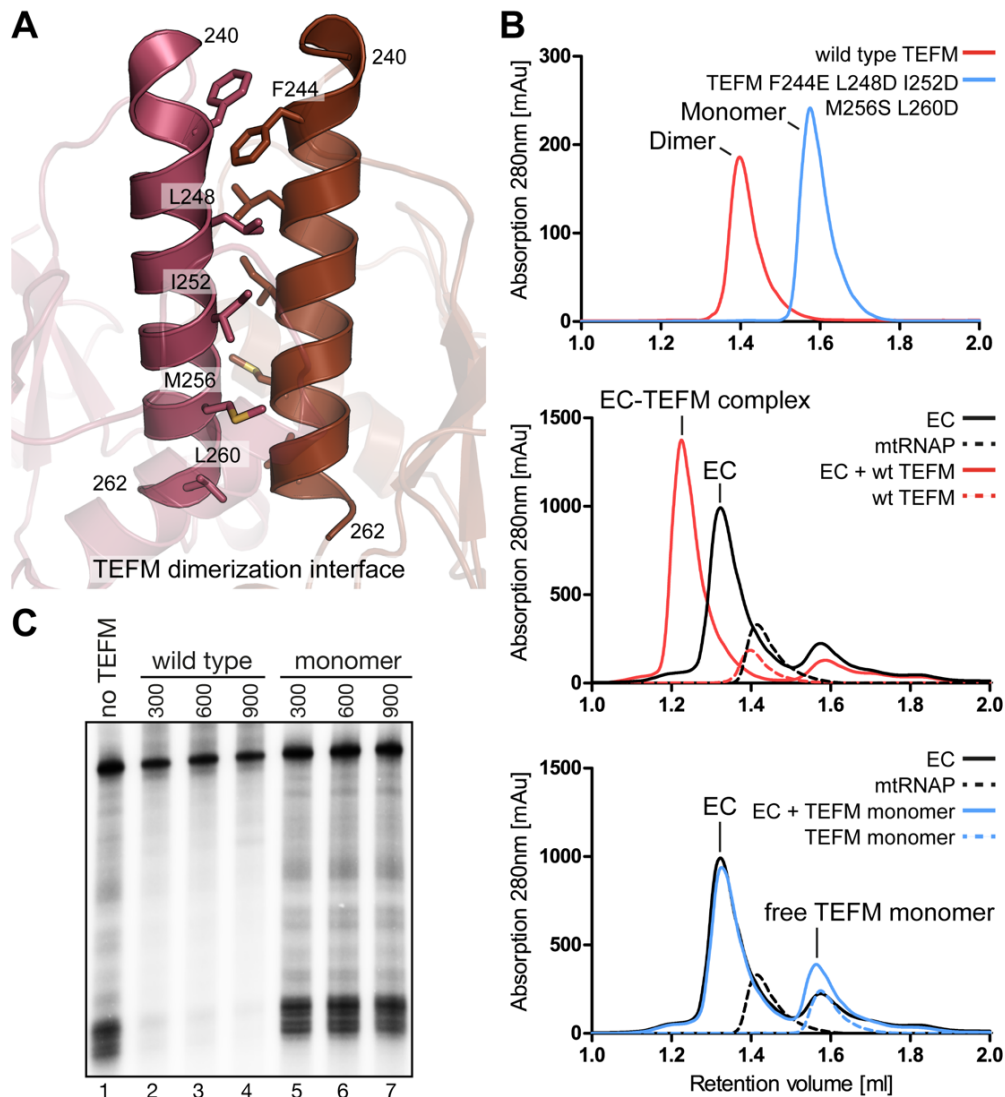 A
240
240
F244
L248
I252
M256
L260
262
262
TEFM dimerization interface
B
Absorption 280nm [mAu]
300
200
100
0
1.0 1.2 1.4 1.6 1.8 2.0
wild type TEFM
TEFM F244E L248D I252D
M256S L260D
Monomer
Dimer
Absorption 280nm [mAu]
1500
1000
500
0
1.0 1.2 1.4 1.6 1.8 2.0
EC-TEFM complex
EC
EC
mtRNAP
EC + wt TEFM
wt TEFM
Absorption 280nm [mAu]
1500
1000
500
0
1.0 1.2 1.4 1.6 1.8 2.0
Retention volume [ml]
EC
EC
mtRNAP
EC + TEFM monomer
TEFM monomer
free TEFM monomer
C
no TEFM
wild type
monomer
300 600 900 300 600 900
1 2 3 4 5 6 7